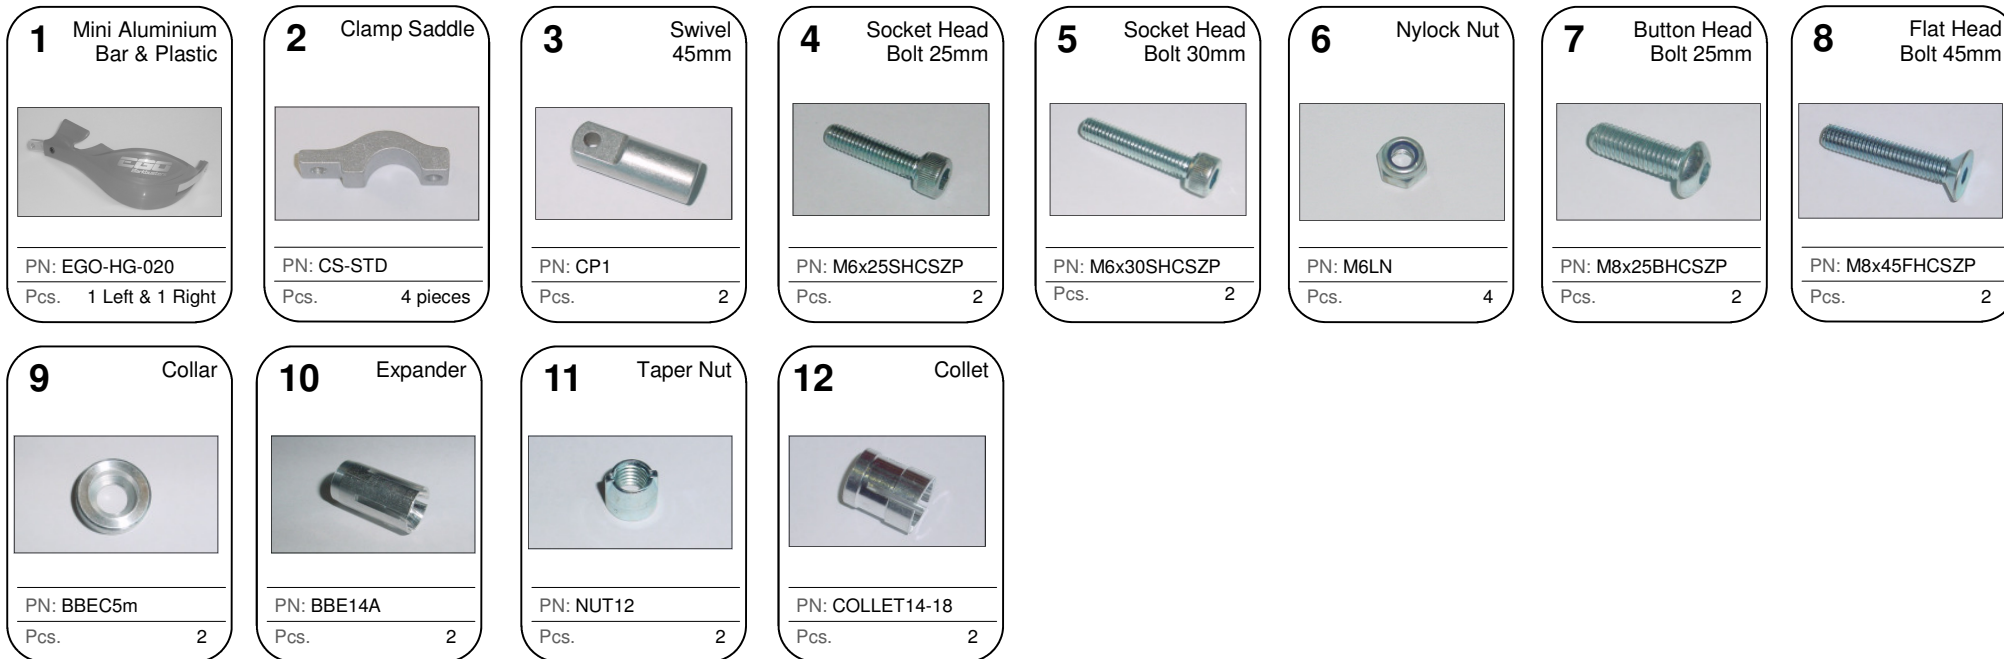 1
Mini Aluminium
Bar & Plastic
EGO
PN: EGO-HG-020
Pcs. 1 Left & 1 Right
2
Clamp Saddle
PN: CS-STD
Pcs. 4 pieces
3
Swivel
45mm
PN: CP1
Pcs. 2
4
Socket Head
Bolt 25mm
PN: M6x25SHCSZP
Pcs. 2
5
Socket Head
Bolt 30mm
PN: M6x30SHCSZP
Pcs. 2
6
Nylock Nut
PN: M6LN
Pcs. 4
7
Button Head
Bolt 25mm
PN: M8x25BHCSZP
Pcs. 2
8
Flat Head
Bolt 45mm
PN: M8x45FHCSZP
Pcs. 2
9
Collar
PN: BBEC5m
Pcs. 2
10
Expander
PN: BBE14A
Pcs. 2
11
Taper Nut
PN: NUT12
Pcs. 2
12
Collet
PN: COLLET14-18
Pcs. 2